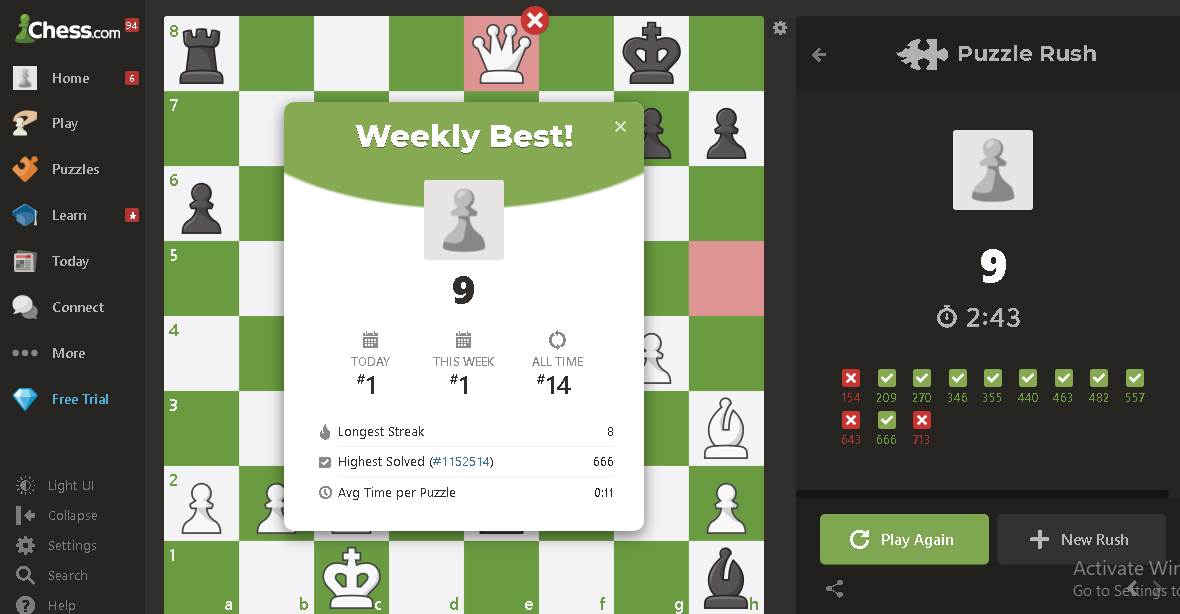 Chess.com 94
Home 6
Play
Puzzles
Learn
Today
Connect
More
Free Trial
Light UI
Collapse
Settings
Search
Help
8
7
6
5
4
3
2
1
a b c d e f g h
Weekly Best!
9
TODAY THIS WEEK ALL TIME
#1 #1 #14
Longest Streak 8
Highest Solved (#1152514) 666
Avg Time per Puzzle 0:11
Puzzle Rush
9
2:43
154 209 270 346 355 440 463 482 557
643 666 713
Play Again
New Rush
Activate Win
Go to Settings to